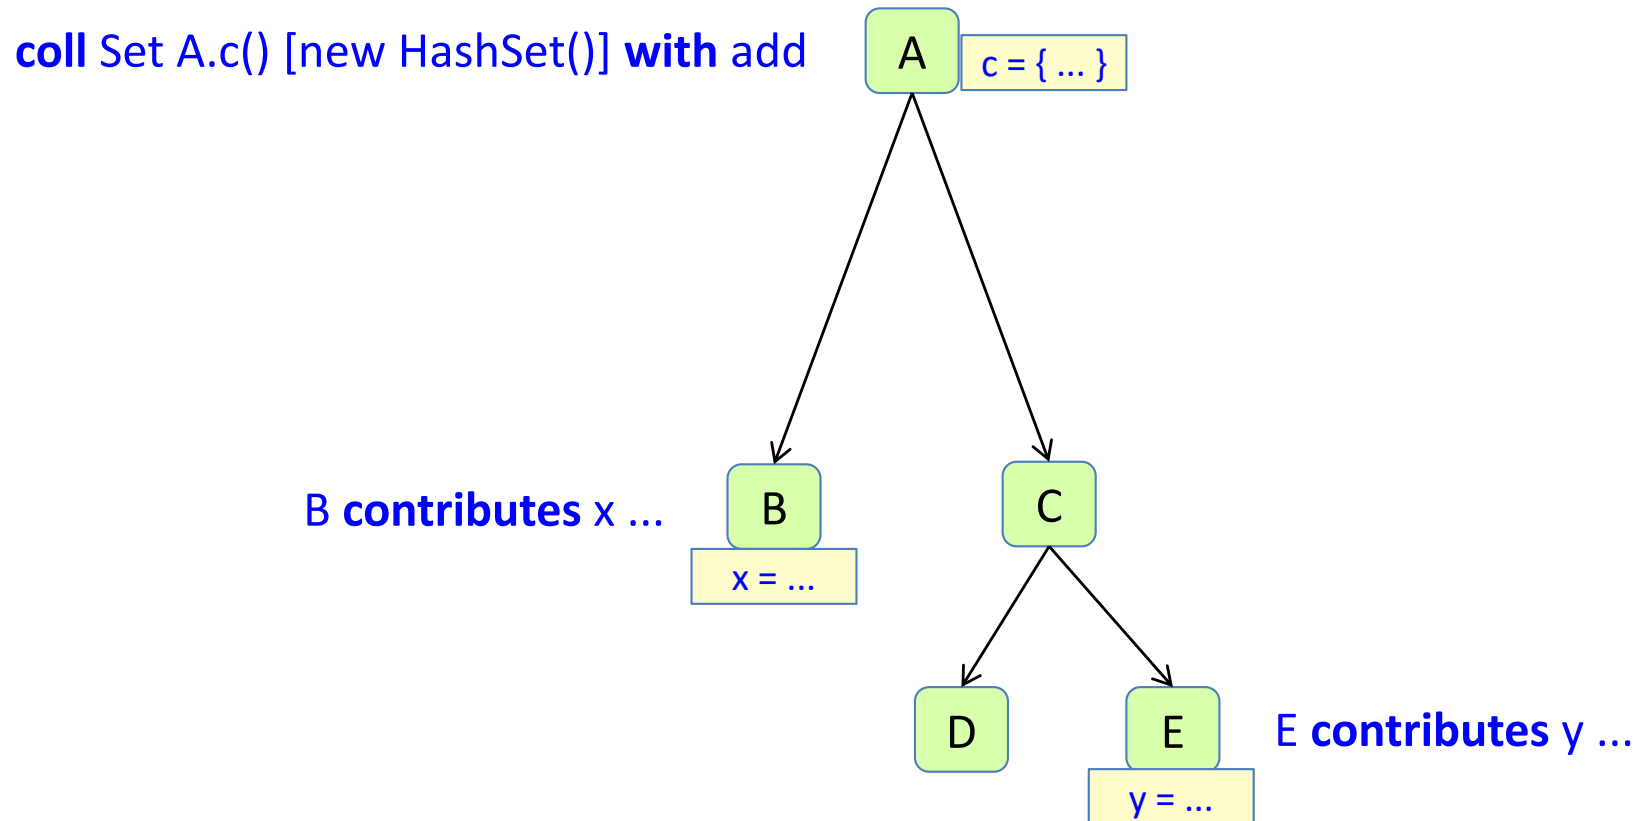 coll Set A.c() [new HashSet()] with add
A
c = { ... }
B contributes x ...
B
x = ...
C
D
E
y = ...
E contributes y ...